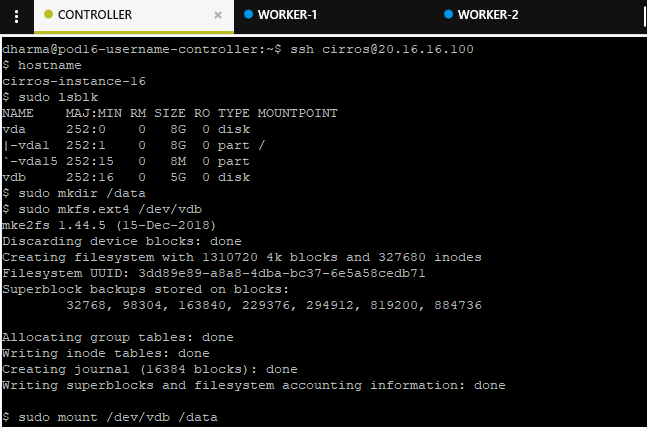 CONTROLLER × WORKER-1 WORKER-2
dharma@pod16-username-controller:~$ ssh cirros@20.16.16.100
$ hostname
cirros-instance-16
$ sudo lsblk
NAME    MAJ:MIN RM SIZE RO TYPE MOUNTPOINT
vda     252:0    0   8G  0 disk
|-vda1  252:1    0   8G  0 part /
`-vda15 252:15   0   8M  0 part
vdb     252:16   0   5G  0 disk
$ sudo mkdir /data
$ sudo mkfs.ext4 /dev/vdb
mke2fs 1.44.5 (15-Dec-2018)
Discarding device blocks: done
Creating filesystem with 1310720 4k blocks and 327680 inodes
Filesystem UUID: 3dd89e89-a8a8-4dba-bc37-6e5a58cedb71
Superblock backups stored on blocks:
        32768, 98304, 163840, 229376, 294912, 819200, 884736
Allocating group tables: done
Writing inode tables: done
Creating journal (16384 blocks): done
Writing superblocks and filesystem accounting information: done
$ sudo mount /dev/vdb /data